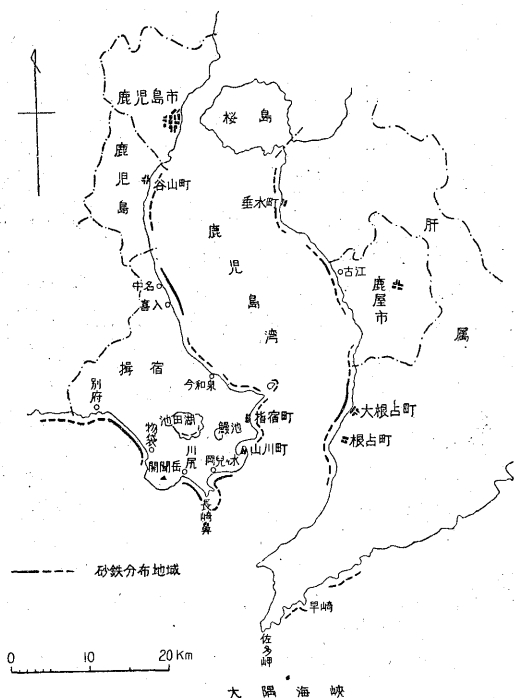 鹿児島市
桜島
鹿児島
谷山町
垂水町
鹿児島湾
肝属
古江
鹿屋市
中名
喜入
揖宿
今和泉
別府
池田湖
鰻池
指宿町
大根占町
根占町
物袋
川尻
岡児ヶ水
山川町
開聞岳
長崎鼻
砂鉄分布地域
早崎
佐多岬
0 10 20Km
大隅海峡